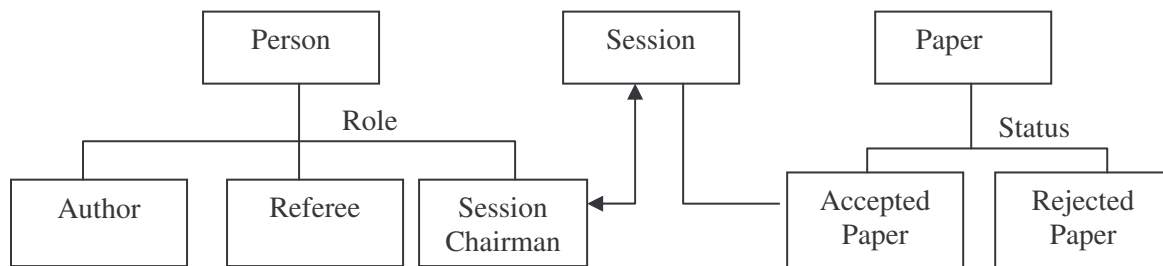 Person
Session
Paper
Role
Status
Author
Referee
Session
Chairman
Accepted
Paper
Rejected
Paper